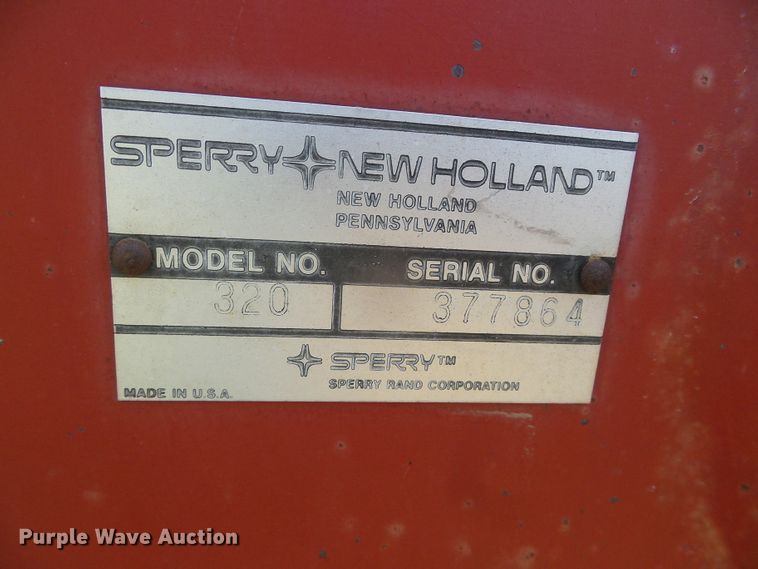 SPERRY NEW HOLLAND™
NEW HOLLAND
PENNSYLVANIA
MODEL NO. SERIAL NO.
320 377864
SPERRY™
SPERRY RAND CORPORATION
MADE IN U.S.A.
Purple Wave Auction